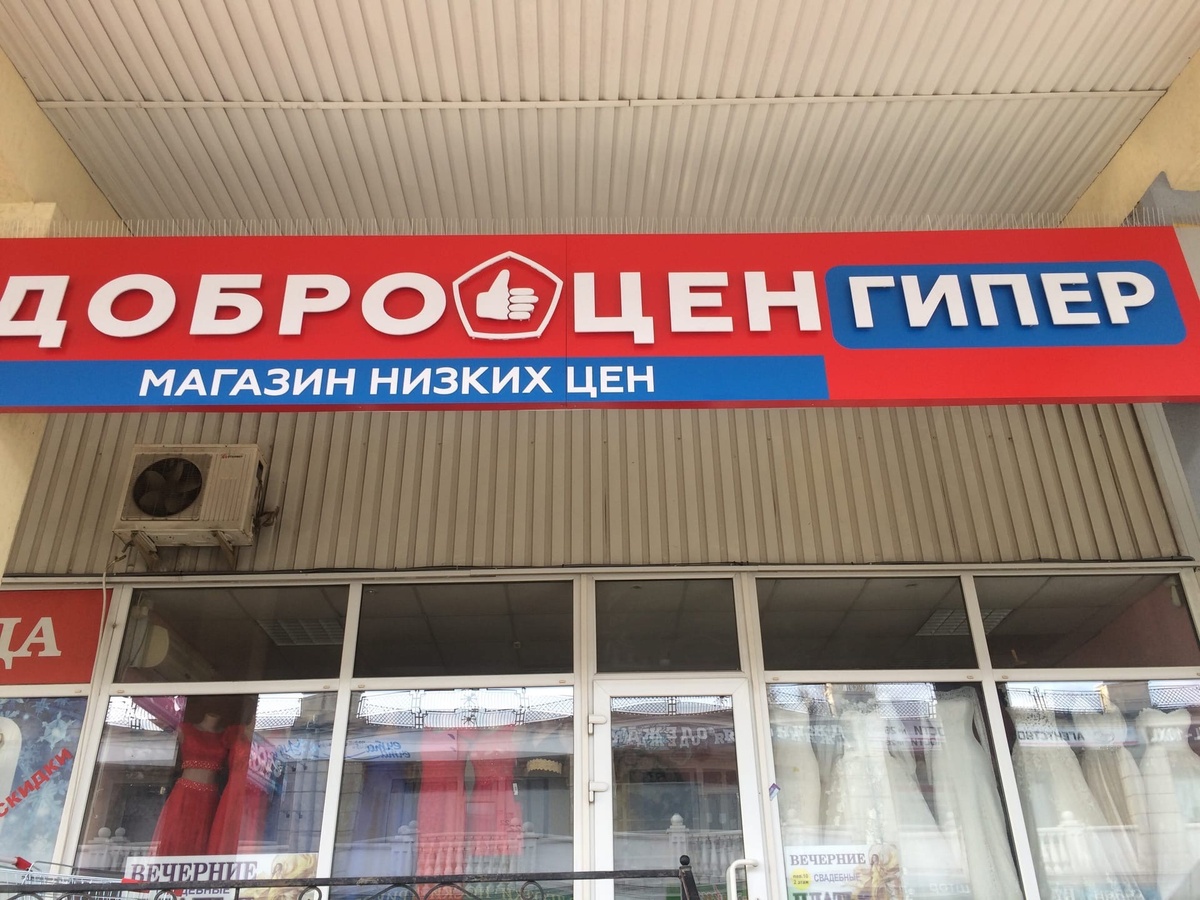 ДОБРОЦЕН ГИПЕР
МАГАЗИН НИЗКИХ ЦЕН
ДА
СКИДКИ
ВЕЧЕРНИЕ
ВЕЧЕРНИЕ
СВАДЕБНЫЕ